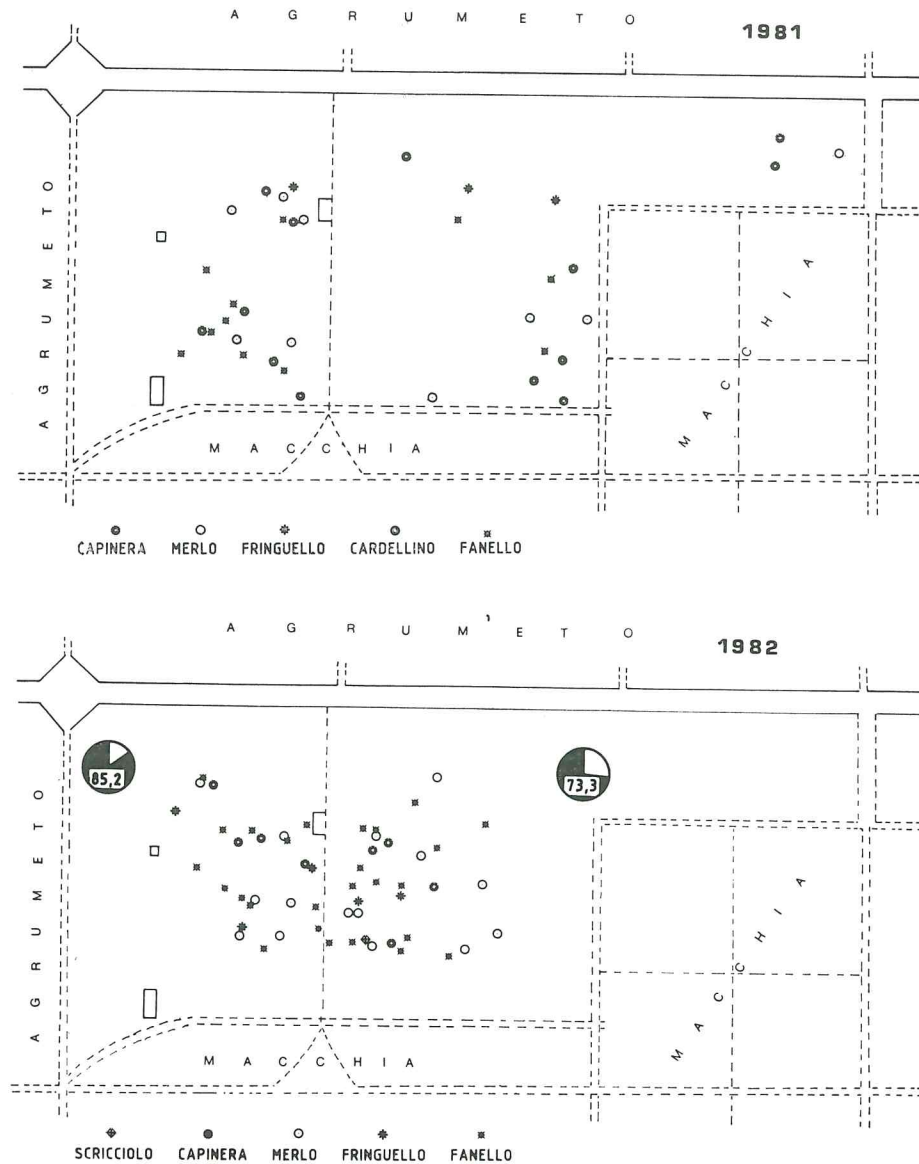 AGRUMETO
1981
AGRUMETO
MACCHIA
MACCHIA
CAPINERA MERLO FRINGUELLO CARDELLINO FANELLO
AGRUMETO
1982
85,2
73,3
AGRUMETO
MACCHIA
MACCHIA
SCRICCIOLO CAPINERA MERLO FRINGUELLO FANELLO